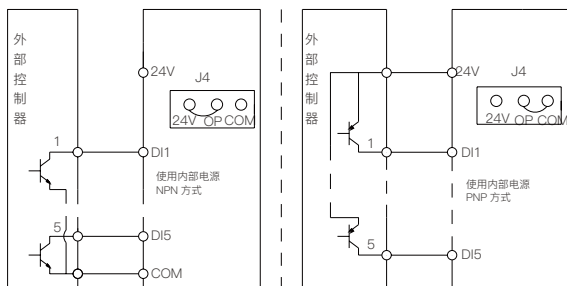 外部控制器
24V
J4
24V OP COM
1
DI1
使用内部电源
NPN 方式
5
DI5
COM
外部控制器
24V
J4
24V OP COM
1
DI1
使用内部电源
PNP 方式
5
DI5